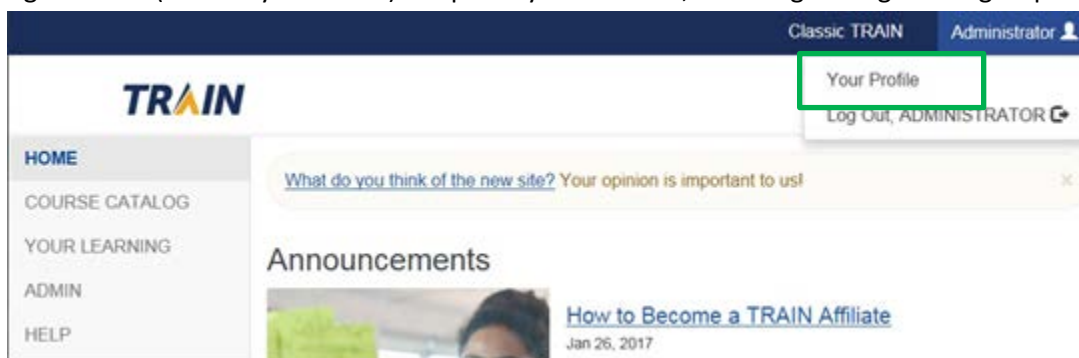 Classic TRAIN Administrator
TRAIN
Your Profile
Log Out, ADMINISTRATOR
HOME
What do you think of the new site? Your opinion is important to us!
COURSE CATALOG
YOUR LEARNING
Announcements
ADMIN
How to Become a TRAIN Affiliate
HELP
Jan 26, 2017